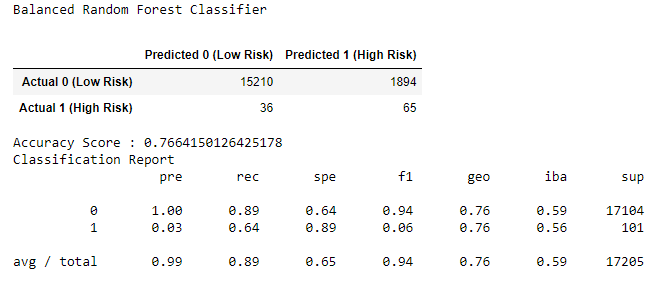 Balanced Random Forest Classifier
Predicted 0 (Low Risk) Predicted 1 (High Risk)
Actual 0 (Low Risk) 15210 1894
Actual 1 (High Risk) 36 65
Accuracy Score : 0.7664150126425178
Classification Report
pre rec spe f1 geo iba sup
0 1.00 0.89 0.64 0.94 0.76 0.59 17104
1 0.03 0.64 0.89 0.06 0.76 0.56 101
avg / total 0.99 0.89 0.65 0.94 0.76 0.59 17205